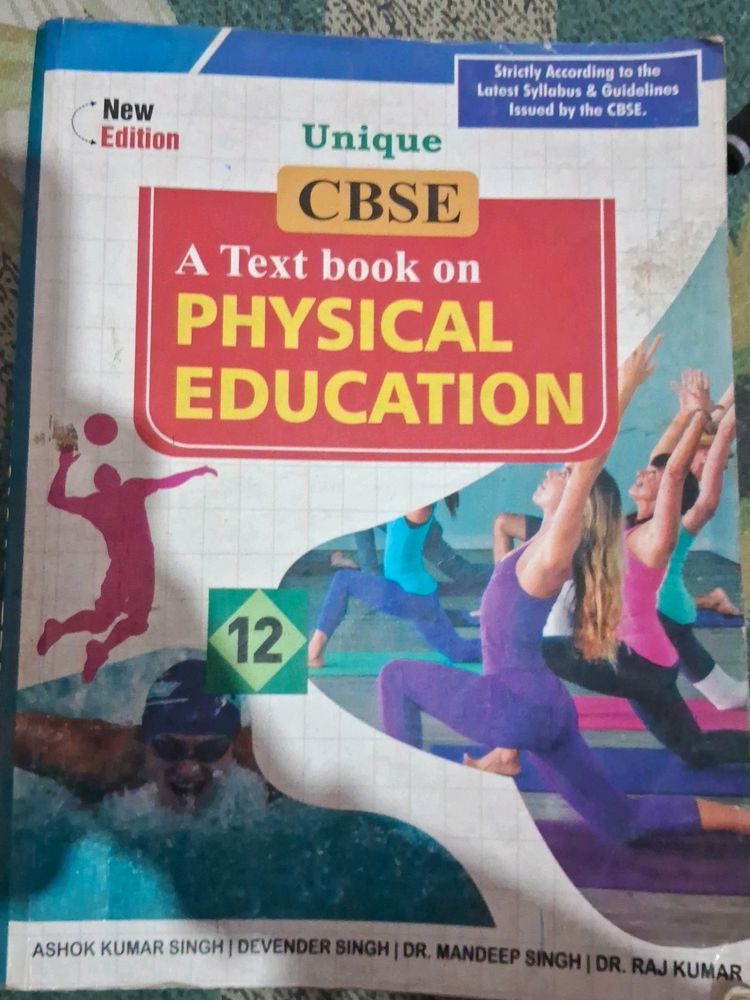 Strictly According to the
Latest Syllabus & Guidelines
Issued by the CBSE.
New
Edition
Unique
CBSE
A Text book on
PHYSICAL
EDUCATION
12
ASHOK KUMAR SINGH | DEVENDER SINGH | DR. MANDEEP SINGH | DR. RAJ KUMAR